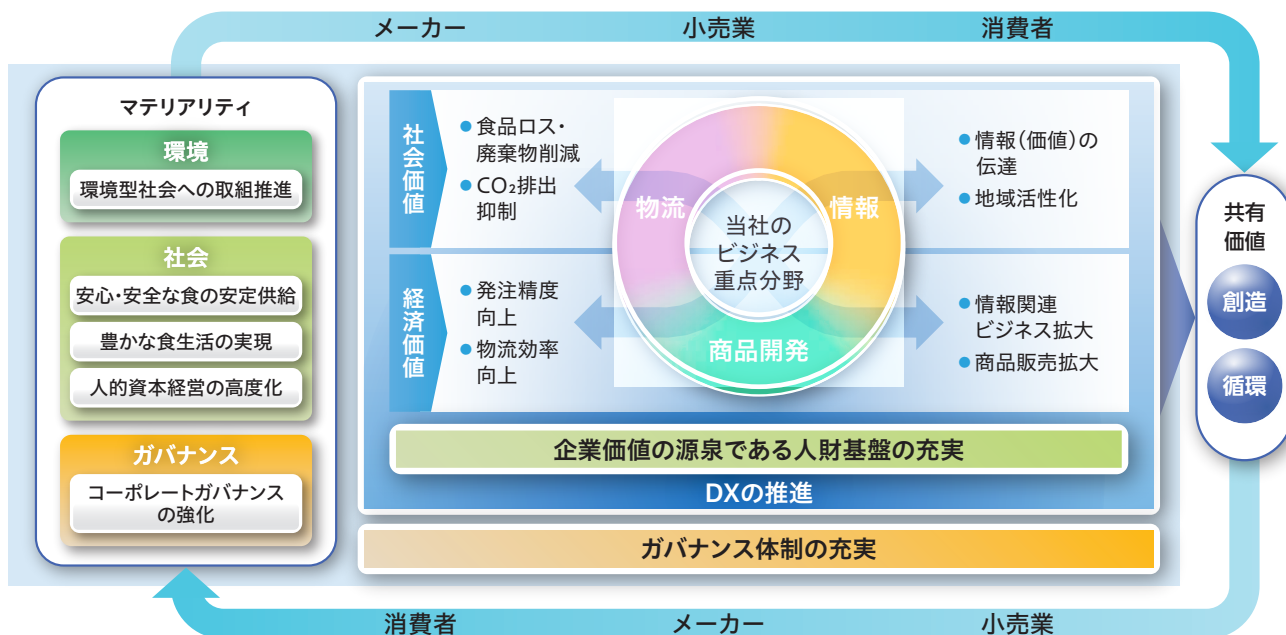 メーカー
小売業
消費者
マテリアリティ
環境
環境型社会への取組推進
社会
安心・安全な食の安定供給
豊かな食生活の実現
人的資本経営の高度化
ガバナンス
コーポレートガバナンス
の強化
社会価値
● 食品ロス・
廃棄物削減
● CO₂排出
抑制
物流
情報
商品開発
当社の
ビジネス
重点分野
● 情報(価値)の
伝達
● 地域活性化
経済価値
● 発注精度
向上
● 物流効率
向上
● 情報関連
ビジネス拡大
● 商品販売拡大
企業価値の源泉である人財基盤の充実
DXの推進
ガバナンス体制の充実
共有
価値
創造
循環
消費者
メーカー
小売業